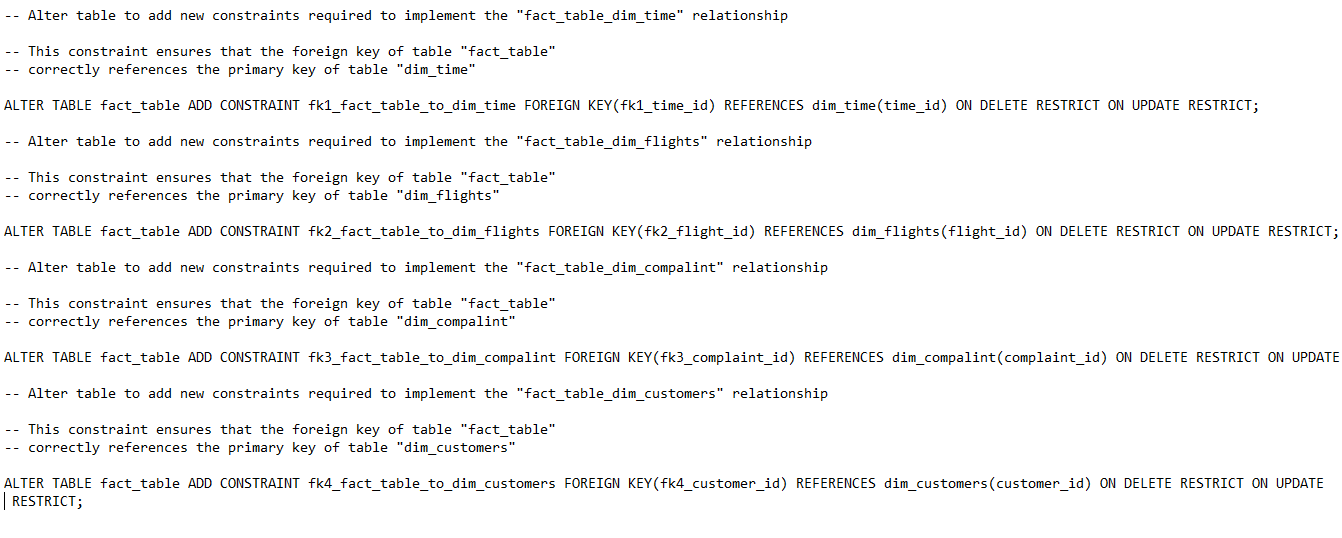 -- Alter table to add new constraints required to implement the "fact_table_dim_time" relationship
-- This constraint ensures that the foreign key of table "fact_table"
-- correctly references the primary key of table "dim_time"
ALTER TABLE fact_table ADD CONSTRAINT fk1_fact_table_to_dim_time FOREIGN KEY(fk1_time_id) REFERENCES dim_time(time_id) ON DELETE RESTRICT ON UPDATE RESTRICT;
-- Alter table to add new constraints required to implement the "fact_table_dim_flights" relationship
-- This constraint ensures that the foreign key of table "fact_table"
-- correctly references the primary key of table "dim_flights"
ALTER TABLE fact_table ADD CONSTRAINT fk2_fact_table_to_dim_flights FOREIGN KEY(fk2_flight_id) REFERENCES dim_flights(flight_id) ON DELETE RESTRICT ON UPDATE RESTRICT;
-- Alter table to add new constraints required to implement the "fact_table_dim_compalint" relationship
-- This constraint ensures that the foreign key of table "fact_table"
-- correctly references the primary key of table "dim_compalint"
ALTER TABLE fact_table ADD CONSTRAINT fk3_fact_table_to_dim_compalint FOREIGN KEY(fk3_complaint_id) REFERENCES dim_compalint(complaint_id) ON DELETE RESTRICT ON UPDATE
-- Alter table to add new constraints required to implement the "fact_table_dim_customers" relationship
-- This constraint ensures that the foreign key of table "fact_table"
-- correctly references the primary key of table "dim_customers"
ALTER TABLE fact_table ADD CONSTRAINT fk4_fact_table_to_dim_customers FOREIGN KEY(fk4_customer_id) REFERENCES dim_customers(customer_id) ON DELETE RESTRICT ON UPDATE
RESTRICT;